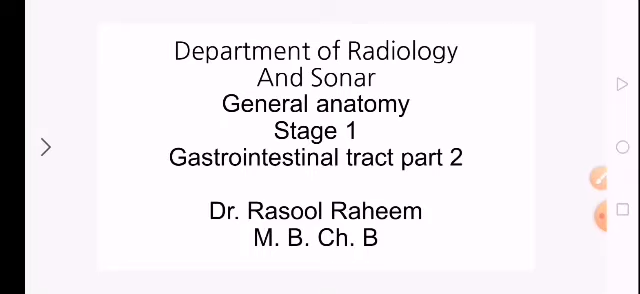 Department of Radiology
And Sonar
General anatomy
Stage 1
Gastrointestinal tract part 2
Dr. Rasool Raheem
M. B. Ch. B